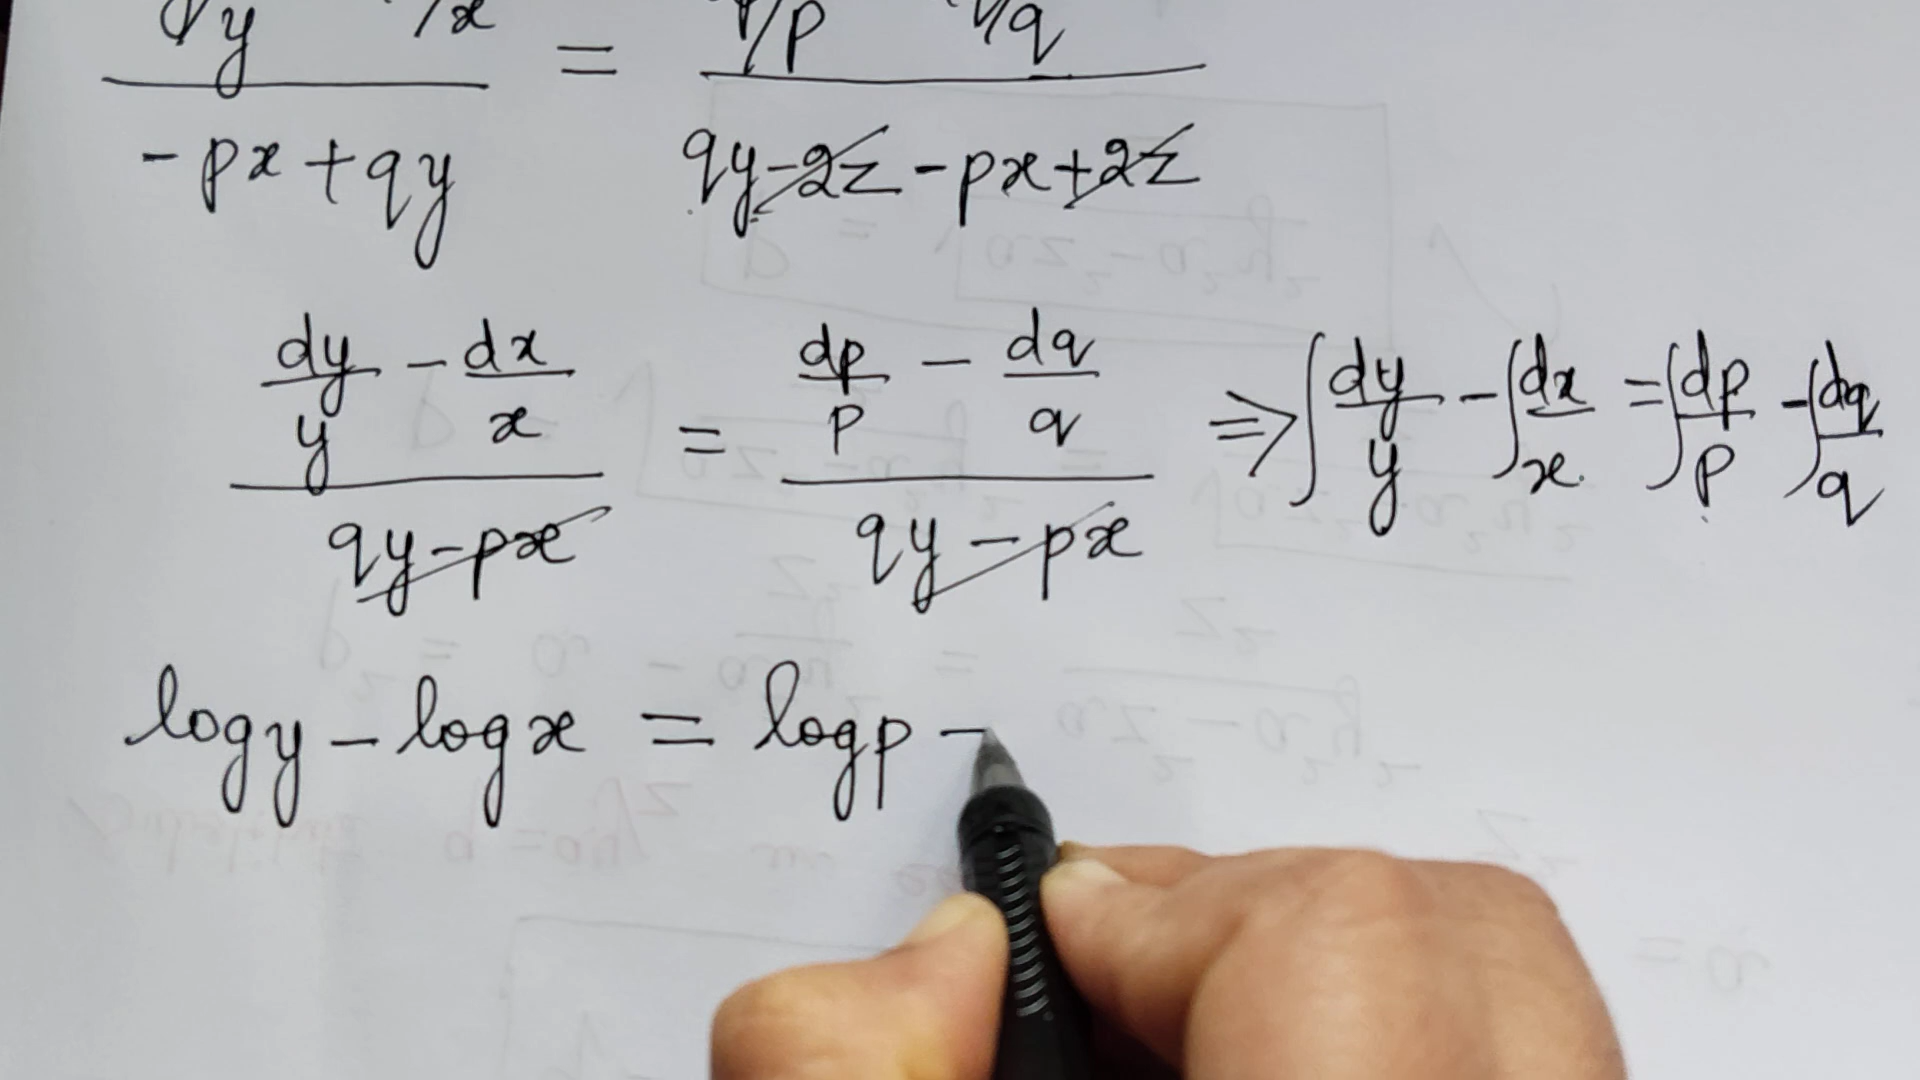 dy/y dx/x = dp/p dq/q
-px+qy qy-2z-px+2z
dy/y - dx/x = dp/p - dq/q ⇒ ∫dy/y - ∫dx/x = ∫dp/p - ∫dq/q
qy-px qy-px
log y - log x = log p -